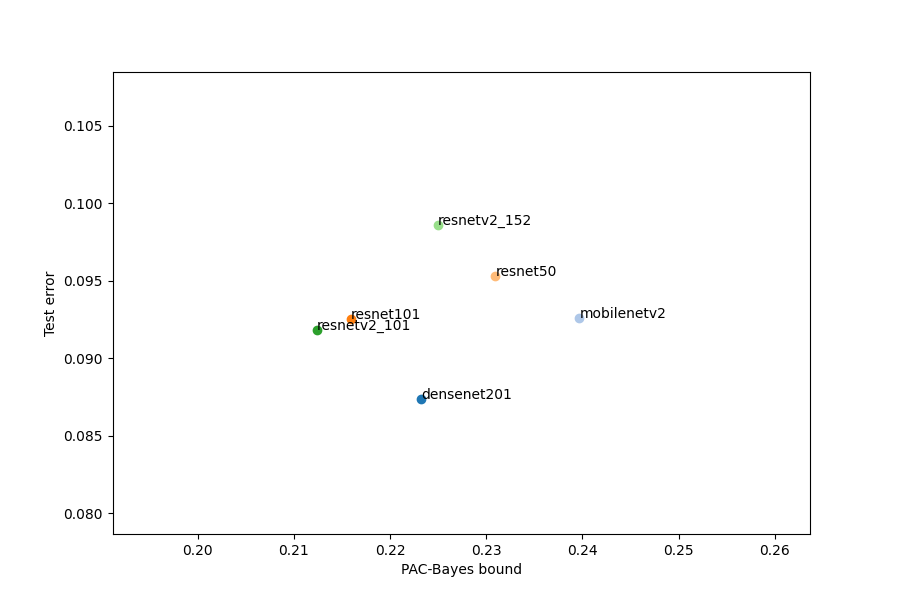 0.105
0.100
0.095
0.090
0.085
0.080
Test error
resnetv2_152
resnet50
resnet101
mobilenetv2
resnetv2_101
densenet201
0.20 0.21 0.22 0.23 0.24 0.25 0.26
PAC-Bayes bound